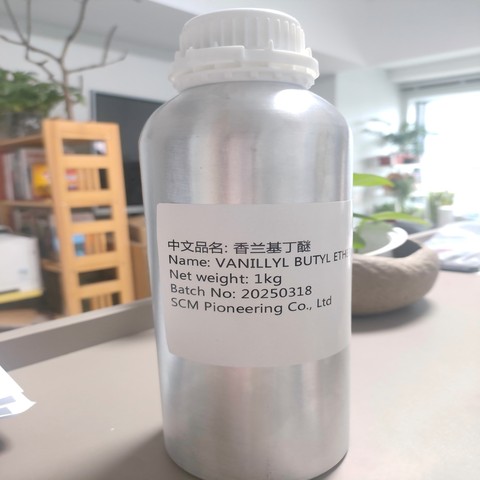 中文品名: 香兰基丁醚
Name: VANILLYL BUTYL ETH
Net weight: 1kg
Batch No: 20250318
SCM Pioneering Co., Ltd